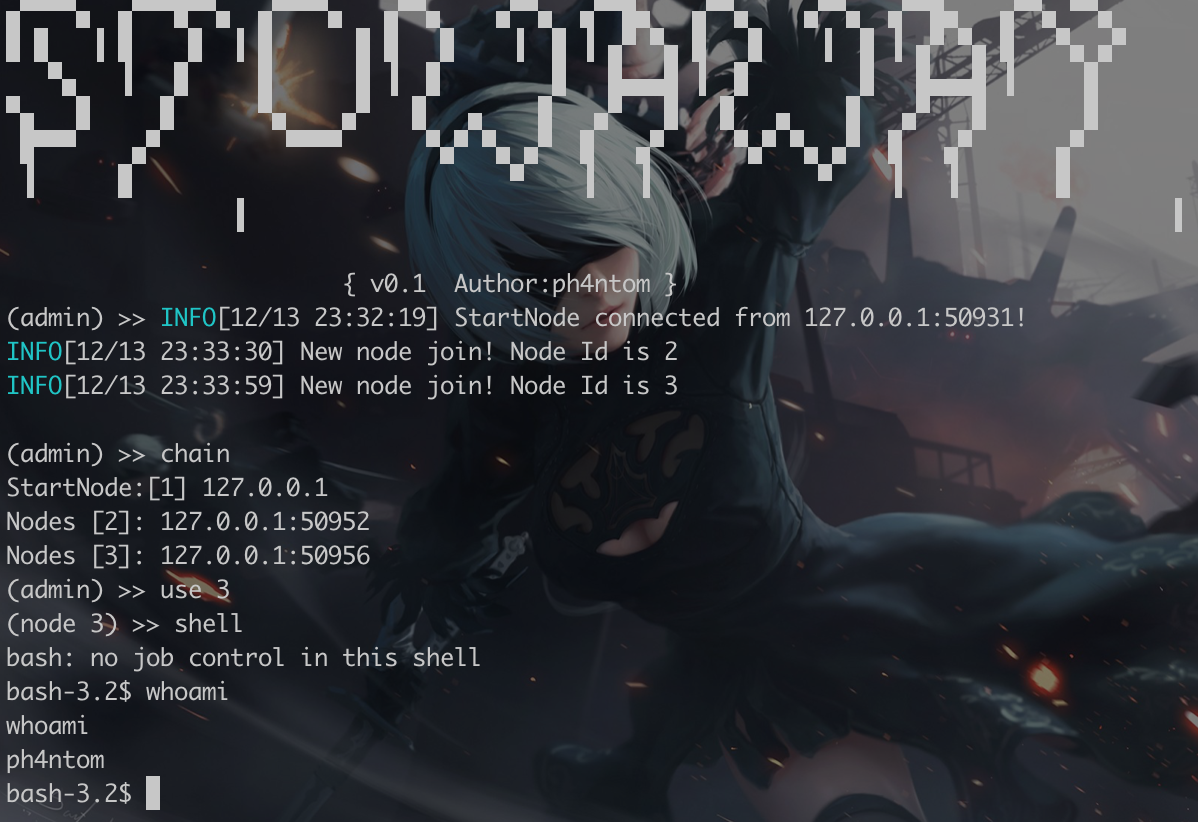 STOWAWAY
{ v0.1  Author:ph4ntom }
(admin) >> INFO[12/13 23:32:19] StartNode connected from 127.0.0.1:50931!
INFO[12/13 23:33:30] New node join! Node Id is 2
INFO[12/13 23:33:59] New node join! Node Id is 3
(admin) >> chain
StartNode:[1] 127.0.0.1
Nodes [2]: 127.0.0.1:50952
Nodes [3]: 127.0.0.1:50956
(admin) >> use 3
(node 3) >> shell
bash: no job control in this shell
bash-3.2$ whoami
whoami
ph4ntom
bash-3.2$